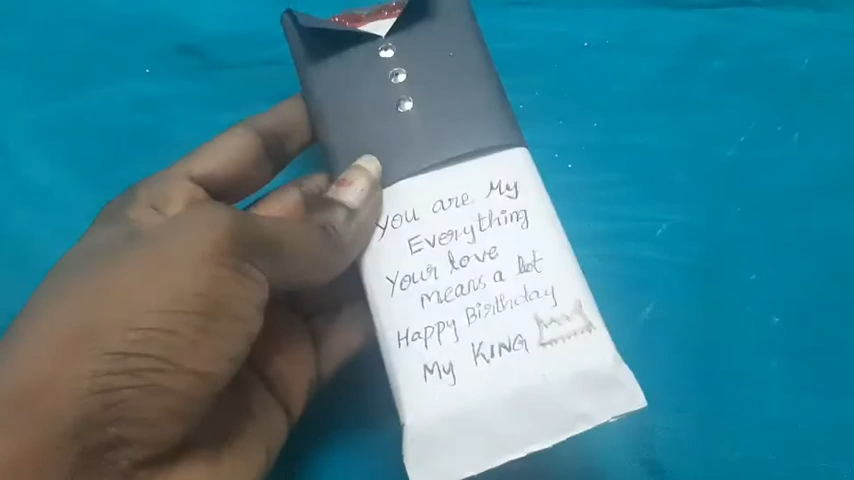 You are My
Everything
Your love
means a lot
Happy Birthday
My KING